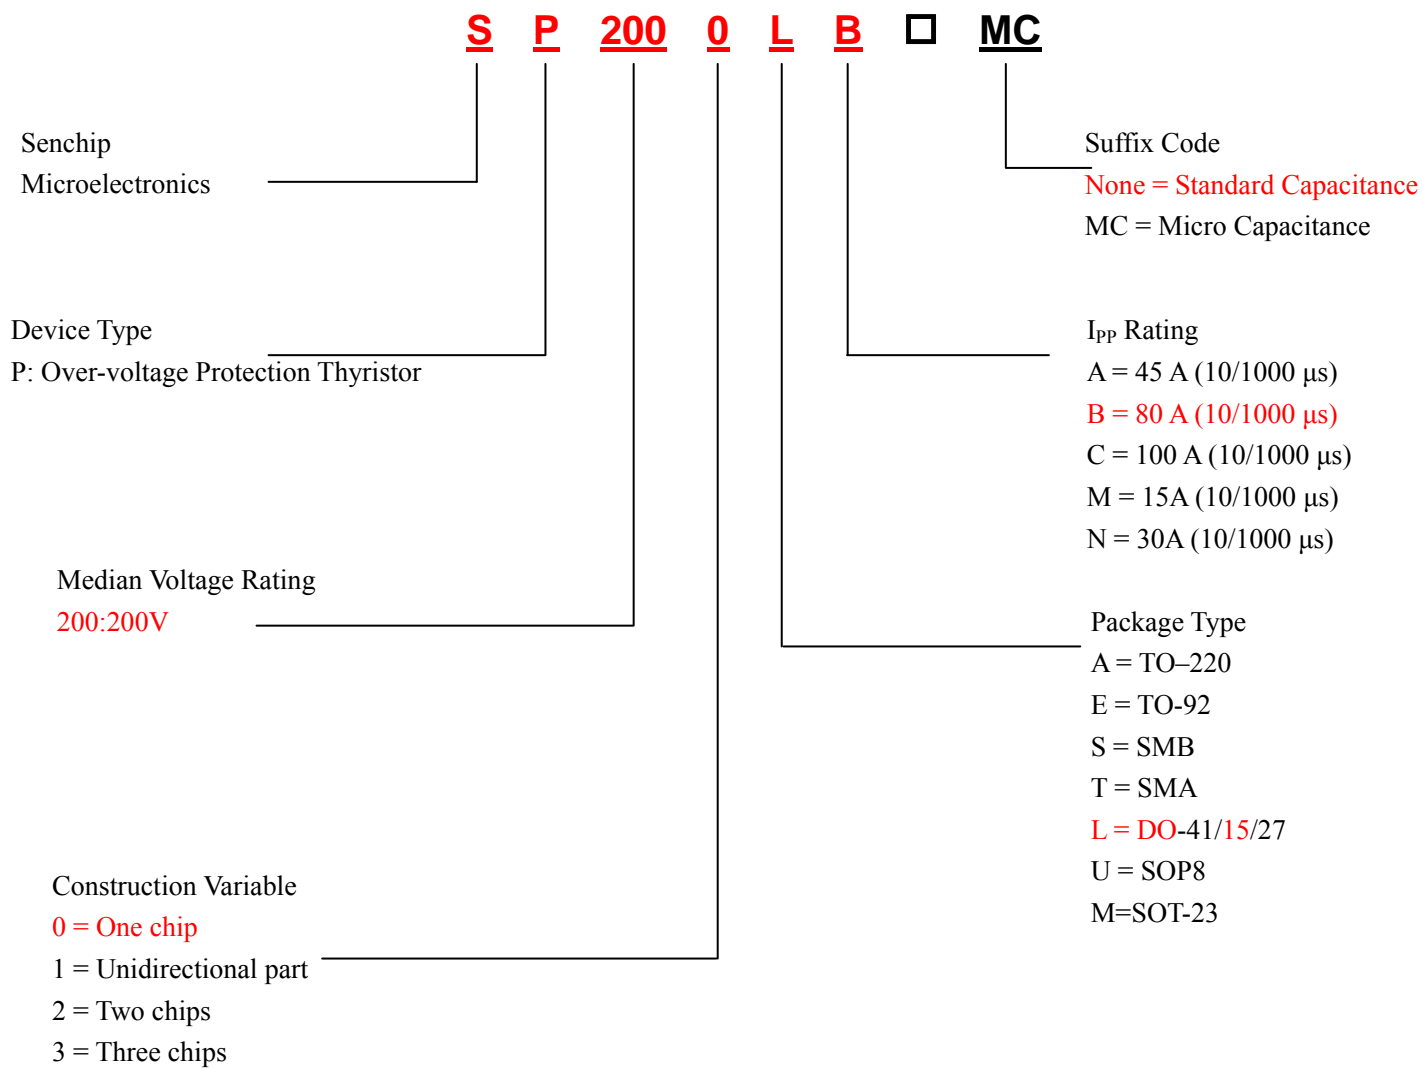 S P 200 0 L B □ MC
Senchip
Microelectronics
Suffix Code
None = Standard Capacitance
MC = Micro Capacitance
Device Type
P: Over-voltage Protection Thyristor
IPP Rating
A = 45 A (10/1000 μs)
B = 80 A (10/1000 μs)
C = 100 A (10/1000 μs)
M = 15A (10/1000 μs)
N = 30A (10/1000 μs)
Median Voltage Rating
200:200V
Package Type
A = TO–220
E = TO-92
S = SMB
T = SMA
L = DO-41/15/27
U = SOP8
M=SOT-23
Construction Variable
0 = One chip
1 = Unidirectional part
2 = Two chips
3 = Three chips